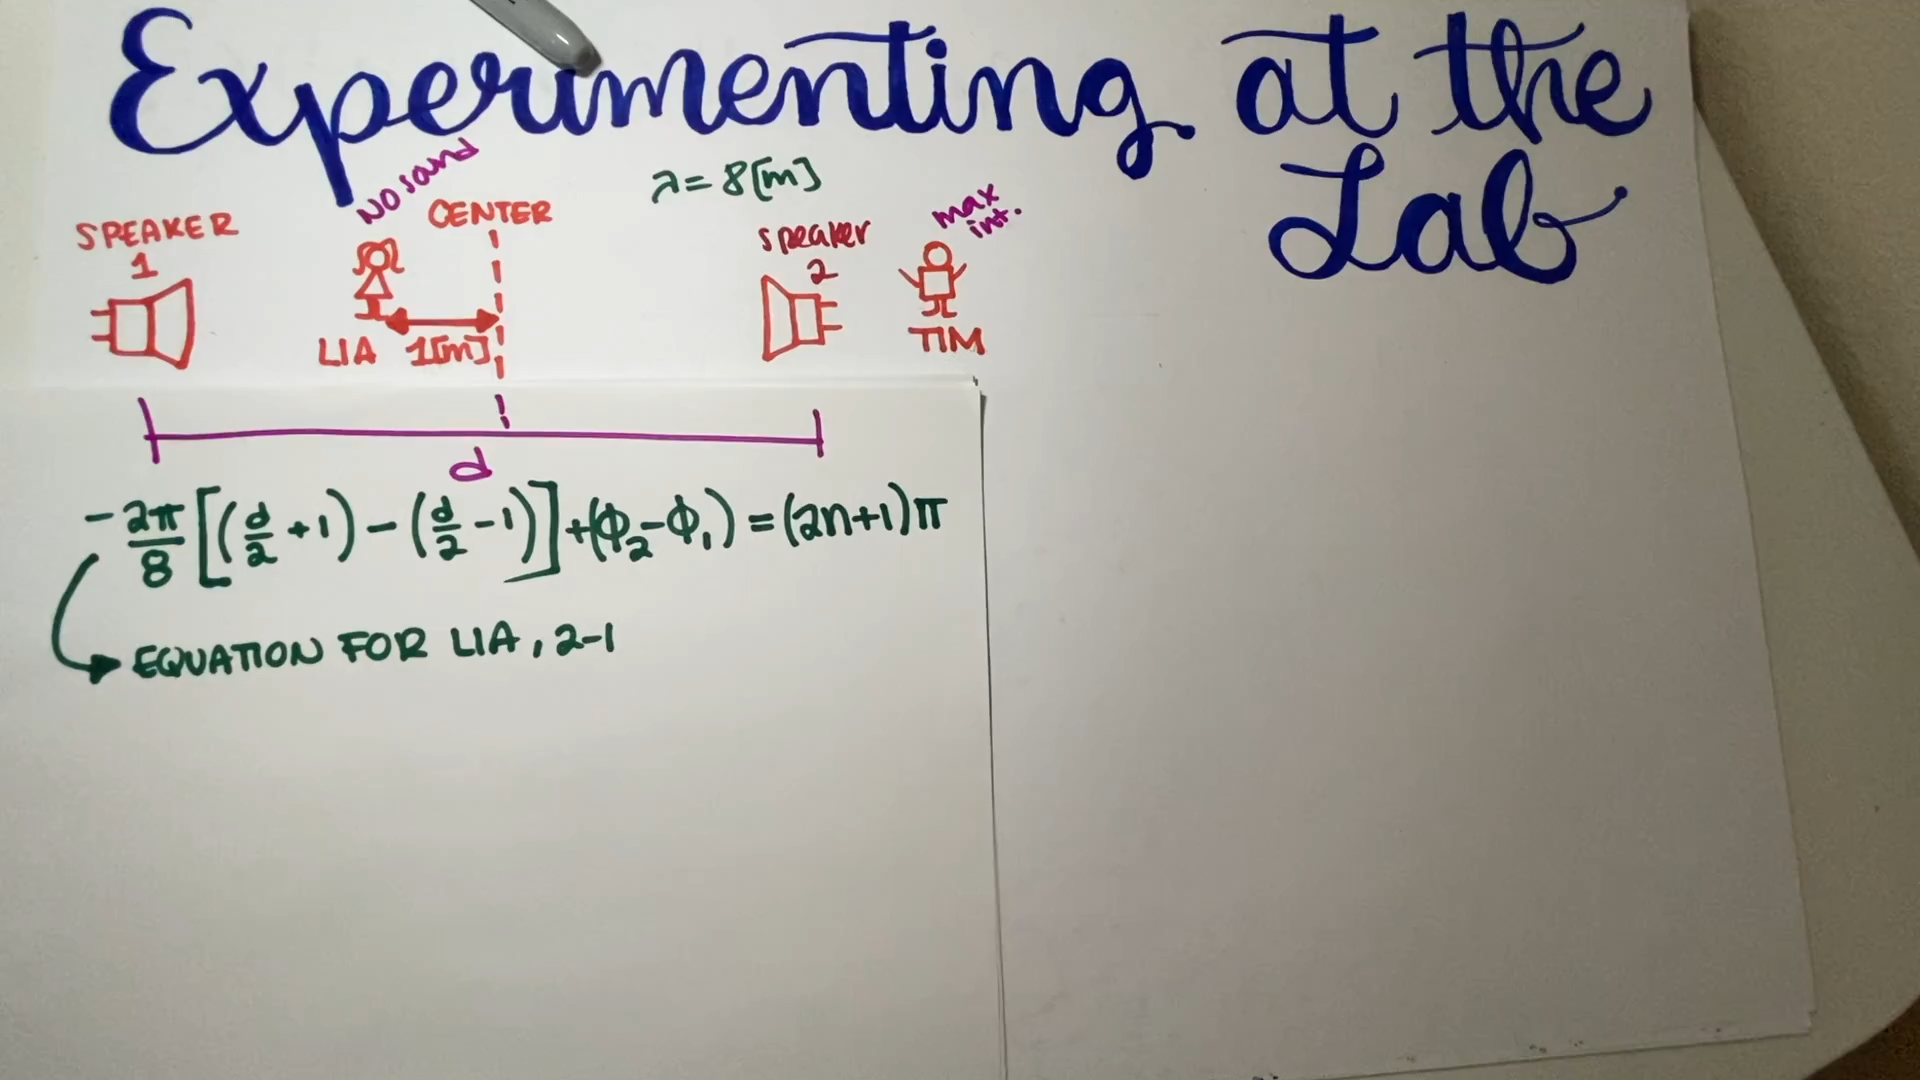 Experimenting at the
Lab
No sound
λ = 8[m]
max
int.
SPEAKER
1
CENTER
speaker
2
LIA 1[m]
TIM
d
-2π/8 [(d/2 + 1) - (d/2 - 1)] + (ϕ₂ - ϕ₁) = (2n+1)π
EQUATION FOR LIA, 2-1